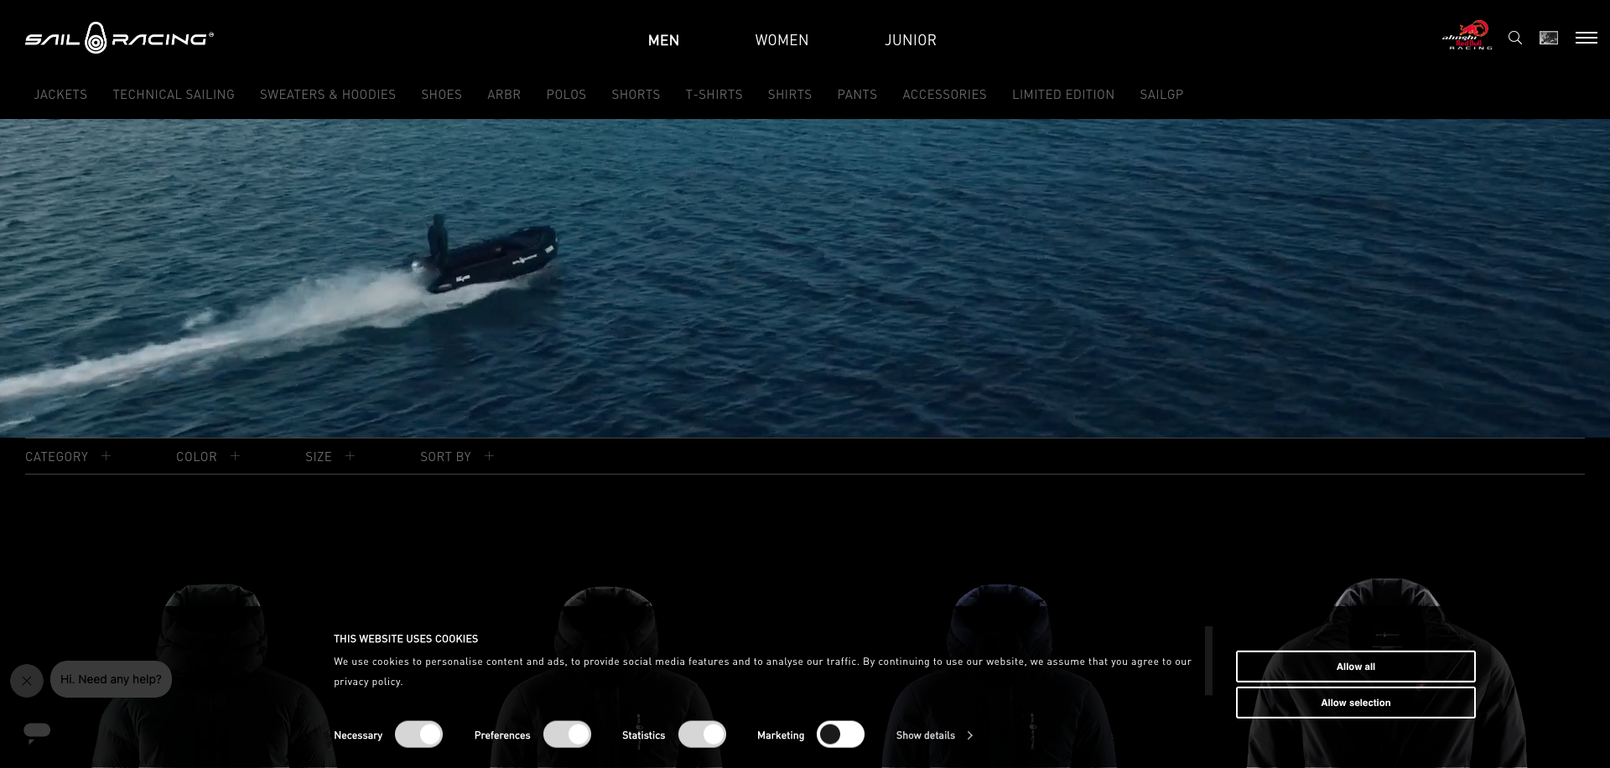 SAIL RACING
MEN
WOMEN
JUNIOR
alinghi
Red Bull
RACING
JACKETS
TECHNICAL SAILING
SWEATERS & HOODIES
SHOES
ARBR
POLOS
SHORTS
T-SHIRTS
SHIRTS
PANTS
ACCESSORIES
LIMITED EDITION
SAILGP
CATEGORY +
COLOR +
SIZE +
SORT BY +
THIS WEBSITE USES COOKIES
We use cookies to personalise content and ads, to provide social media features and to analyse our traffic. By continuing to use our website, we assume that you agree to our
privacy policy.
Allow all
Allow selection
Hi. Need any help?
Necessary
Preferences
Statistics
Marketing
Show details